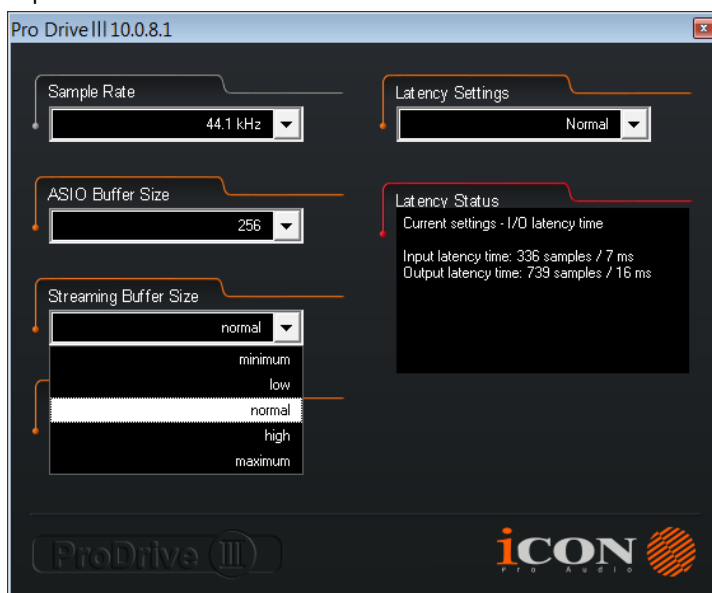 Pro Drive III 10.0.8.1
Sample Rate
44.1 kHz
ASIO Buffer Size
256
Streaming Buffer Size
normal
minimum
low
normal
high
maximum
Latency Settings
Normal
Latency Status
Current settings - I/O latency time
Input latency time: 336 samples / 7 ms
Output latency time: 739 samples / 16 ms
ProDrive III
iCON
Pro Audio